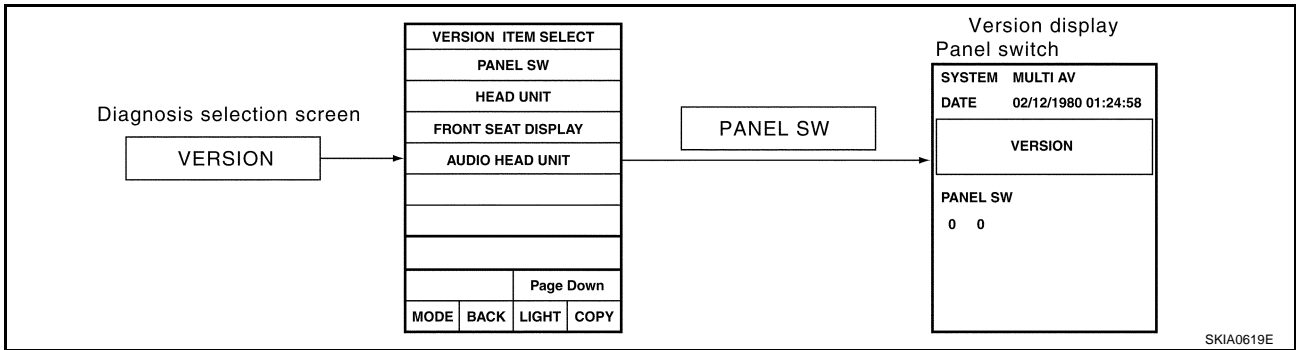 Diagnosis selection screen
VERSION
VERSION ITEM SELECT
PANEL SW
HEAD UNIT
FRONT SEAT DISPLAY
AUDIO HEAD UNIT
Page Down
MODE BACK LIGHT COPY
PANEL SW
Version display
Panel switch
SYSTEM MULTI AV
DATE 02/12/1980 01:24:58
VERSION
PANEL SW
0 0
SKIA0619E